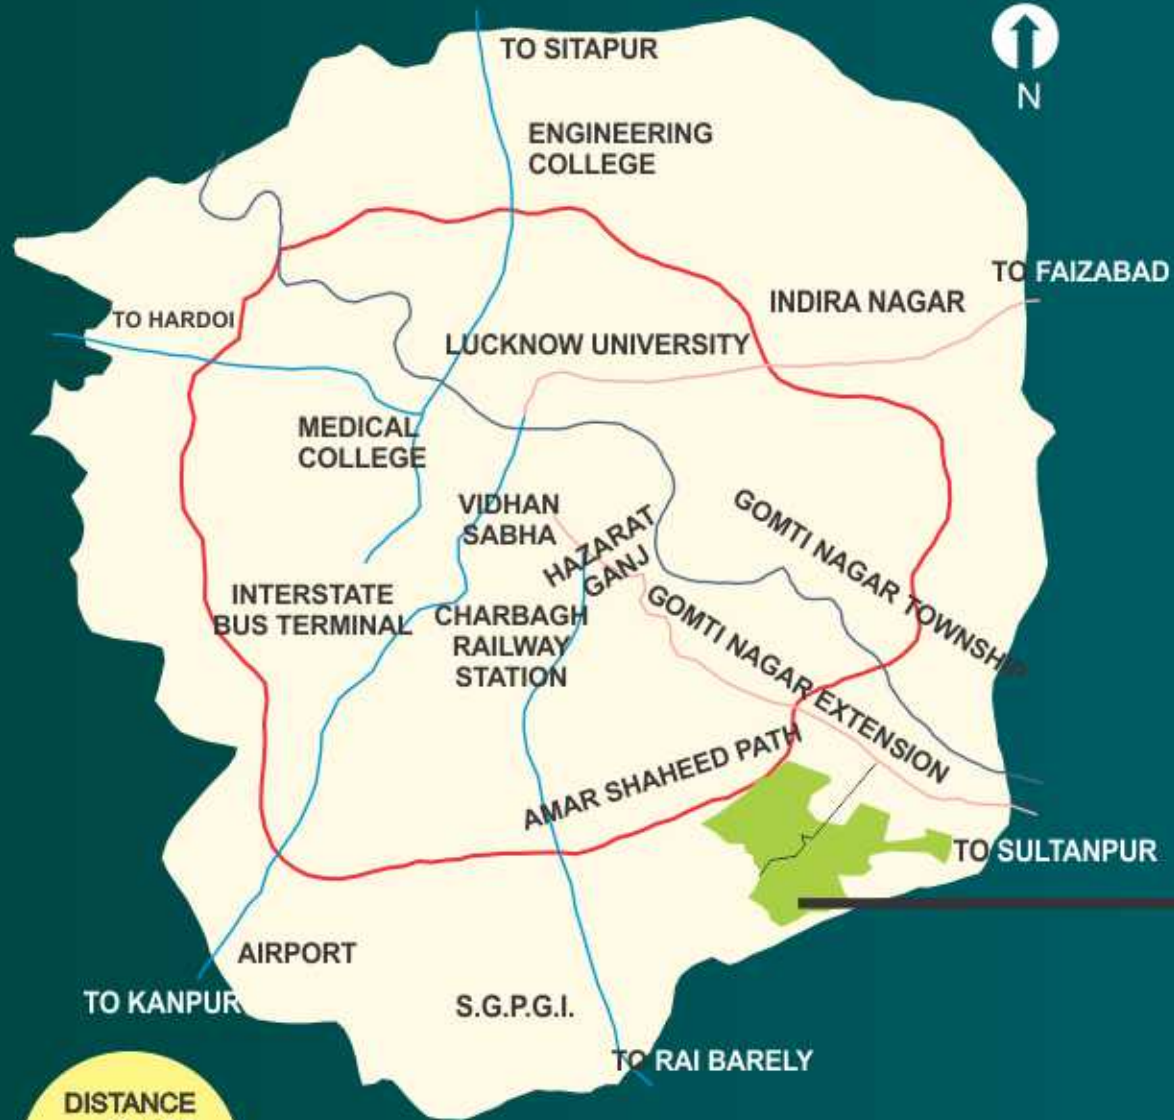 TO SITAPUR
N
ENGINEERING
COLLEGE
TO FAIZABAD
INDIRA NAGAR
TO HARDOI
LUCKNOW UNIVERSITY
MEDICAL
COLLEGE
VIDHAN
SABHA
HAZARAT
GANJ
GOMTI NAGAR TOWNSHIP
INTERSTATE
BUS TERMINAL
CHARBAGH
RAILWAY
STATION
GOMTI NAGAR EXTENSION
AMAR SHAHEED PATH
TO SULTANPUR
AIRPORT
TO KANPUR
S.G.P.G.I.
TO RAI BARELY
DISTANCE